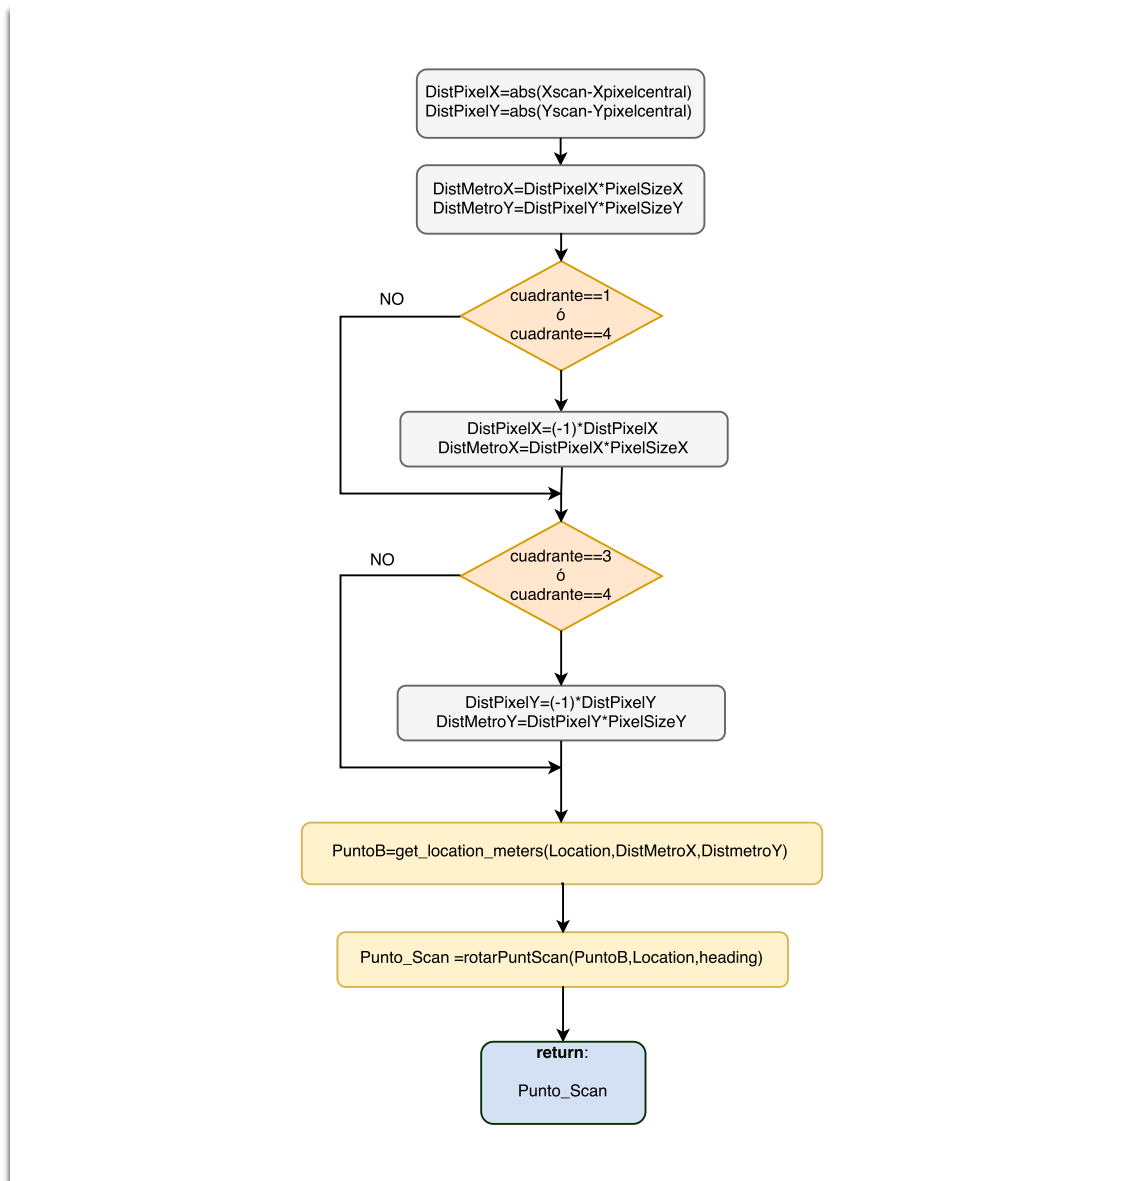 DistPixelX=abs(Xscan-Xpixelcentral)
DistPixelY=abs(Yscan-Ypixelcentral)
DistMetroX=DistPixelX*PixelSizeX
DistMetroY=DistPixelY*PixelSizeY
cuadrante==1
ó
cuadrante==4
NO
DistPixelX=(-1)*DistPixelX
DistMetroX=DistPixelX*PixelSizeX
cuadrante==3
ó
cuadrante==4
NO
DistPixelY=(-1)*DistPixelY
DistMetroY=DistPixelY*PixelSizeY
PuntoB=get_location_meters(Location,DistMetroX,DistmetroY)
Punto_Scan =rotarPuntScan(PuntoB,Location,heading)
return:
Punto_Scan